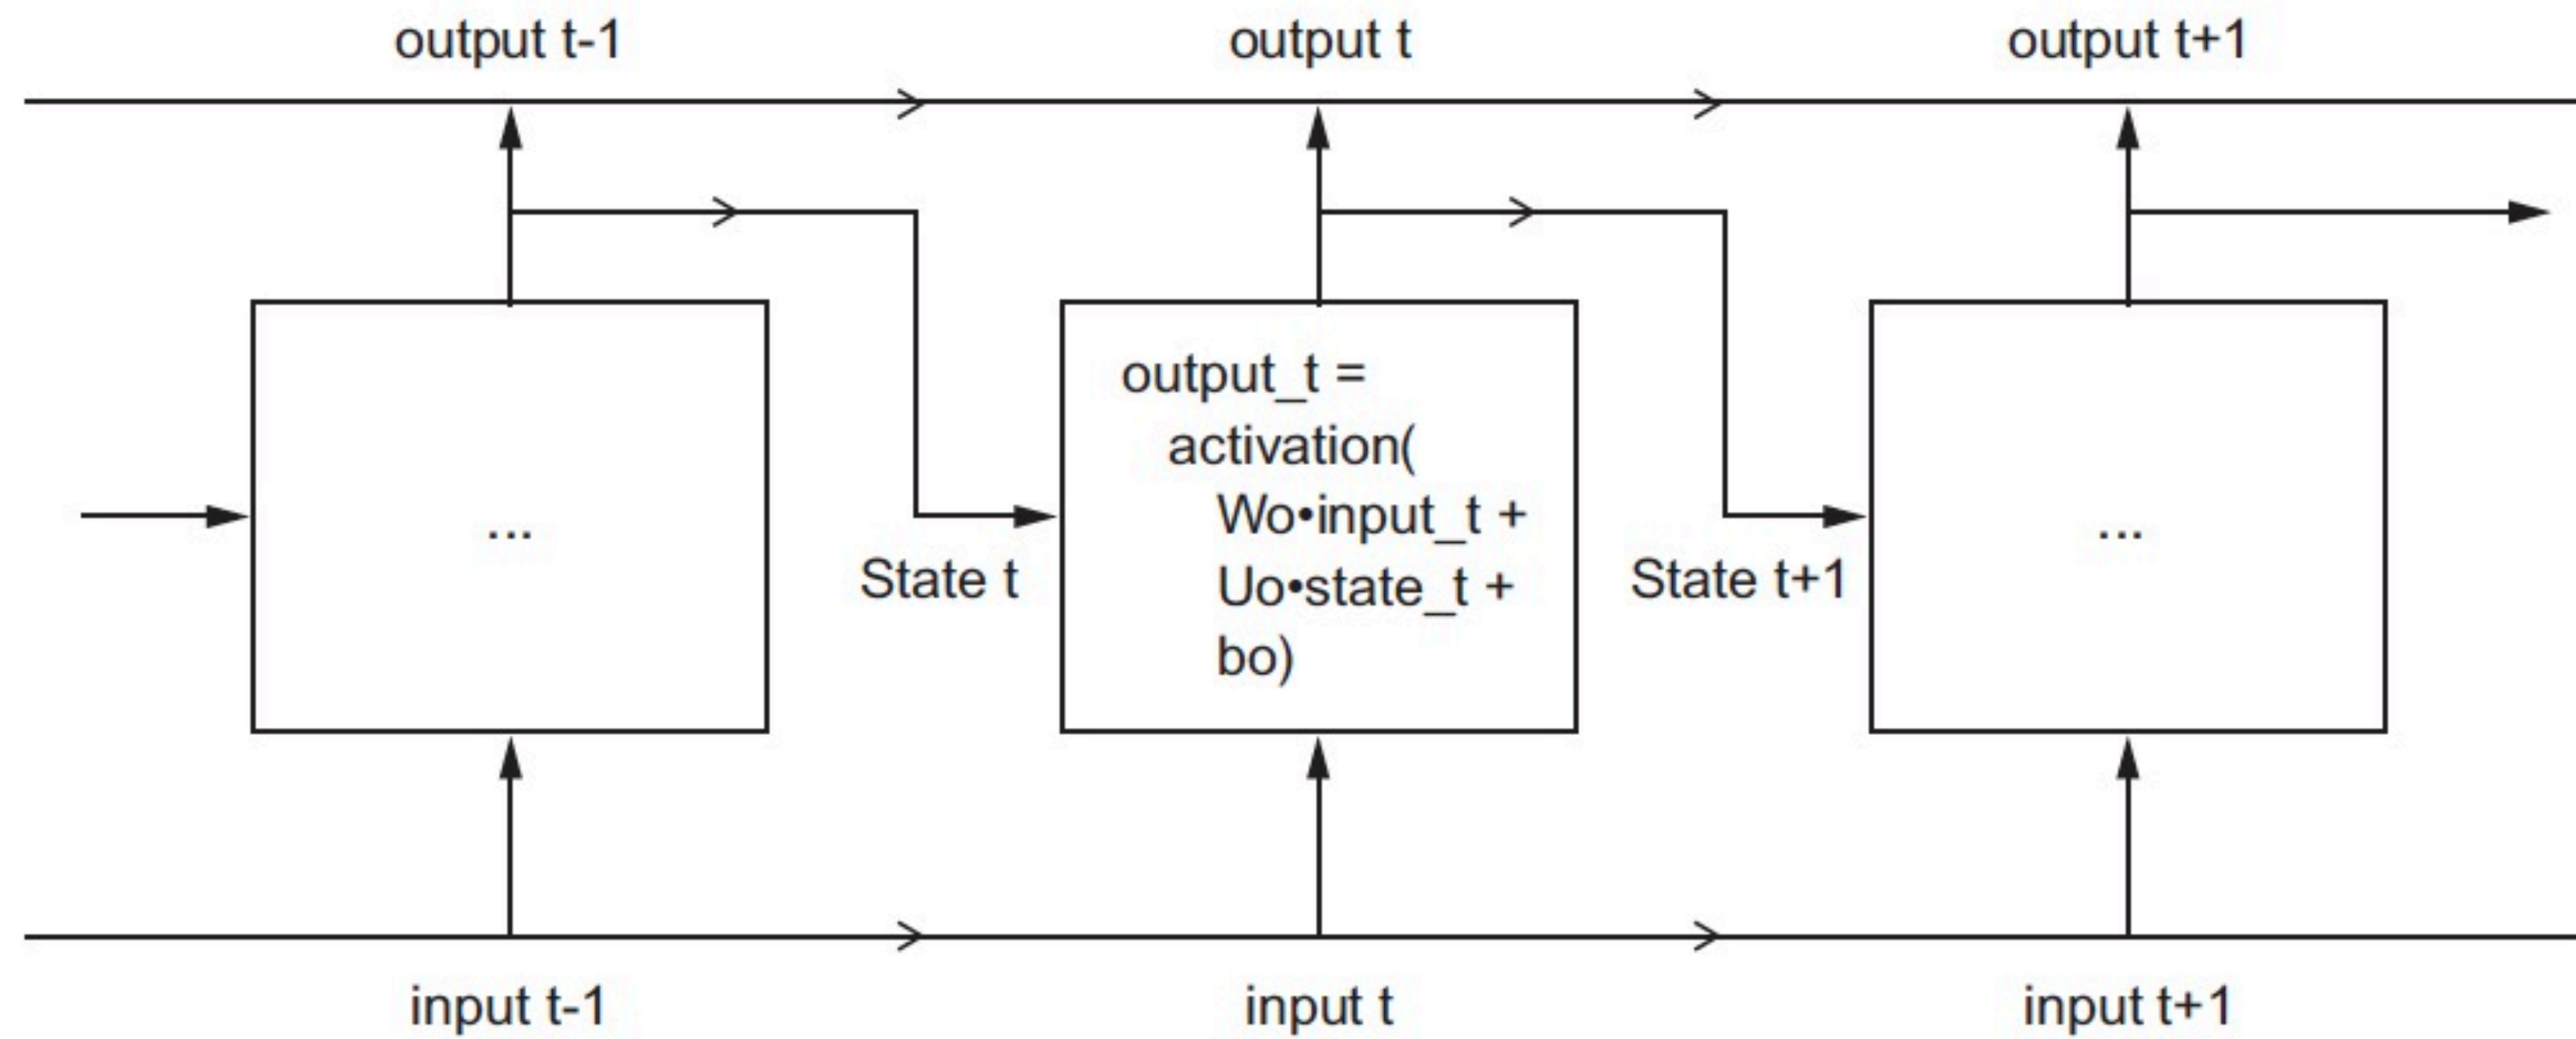 output t-1
output t
output t+1
output_t =
activation(
Wo•input_t +
Uo•state_t +
bo)
...
State t
State t+1
...
input t-1
input t
input t+1